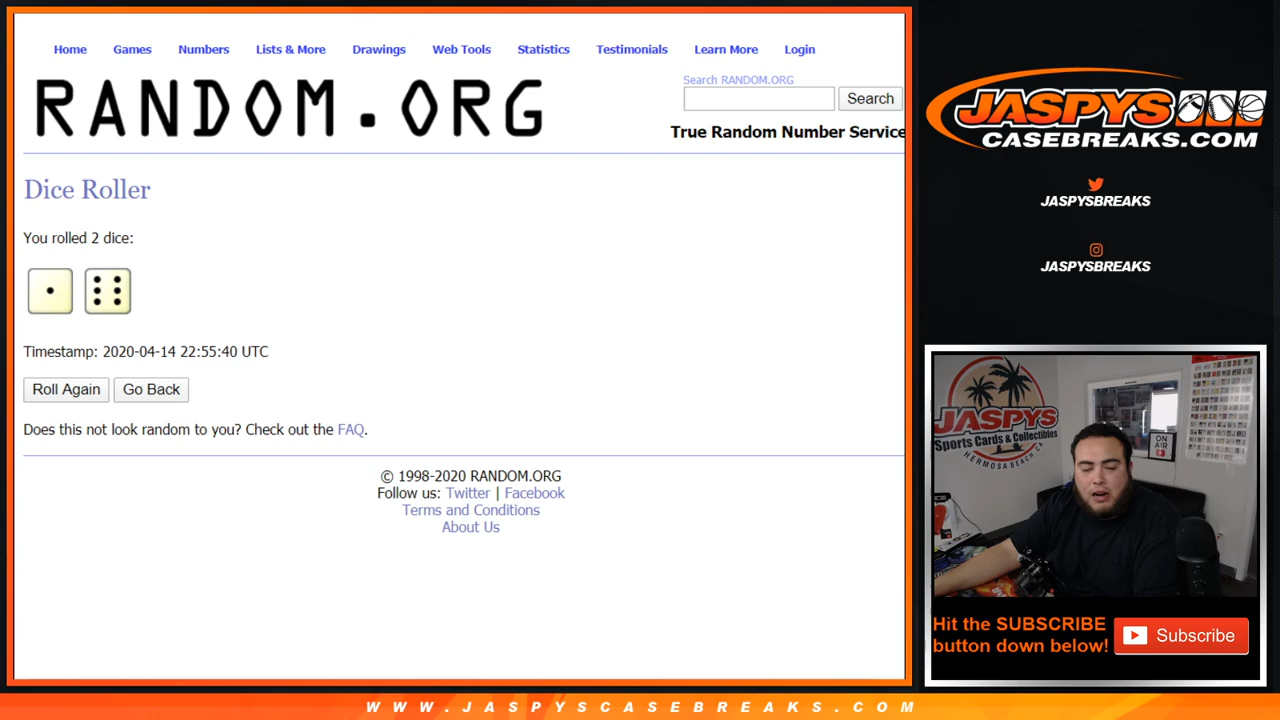 Home Games Numbers Lists & More Drawings Web Tools Statistics Testimonials Learn More Login
RANDOM.ORG
Search RANDOM.ORG
Search
True Random Number Service
Dice Roller
You rolled 2 dice:
Timestamp: 2020-04-14 22:55:40 UTC
Roll Again Go Back
Does this not look random to you? Check out the FAQ.
© 1998-2020 RANDOM.ORG
Follow us: Twitter | Facebook
Terms and Conditions
About Us
JASPYS
CASEBREAKS.COM
JASPYSBREAKS
JASPYSBREAKS
JASPYS
Sports Cards & Collectibles
HERMOSA BEACH CA
ON
AIR
Hit the SUBSCRIBE
button down below!
Subscribe
WWW.JASPYSCASEBREAKS.COM